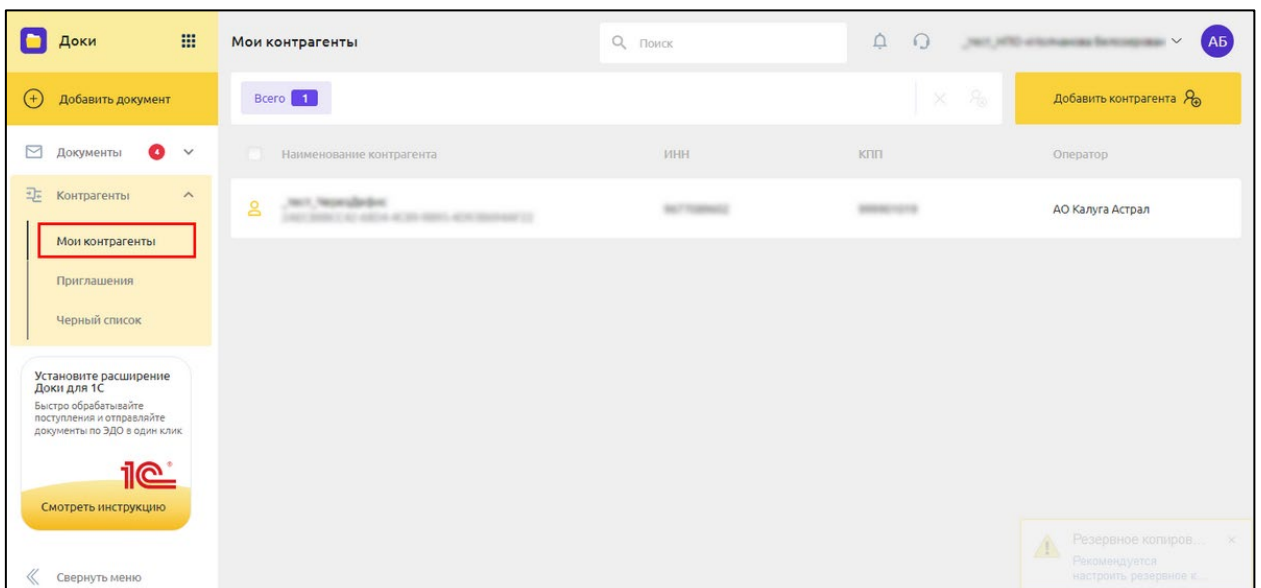 Доки
Мои контрагенты
Поиск
АБ
Добавить документ
Всего 1
Добавить контрагента
Документы 4
Наименование контрагента ИНН КПП Оператор
Контрагенты
АО Калуга Астрал
Мои контрагенты
Приглашения
Черный список
Установите расширение
Доки для 1С
Быстро обрабатывайте
поступления и отправляйте
документы по ЭДО в один клик
1С
Смотреть инструкцию
Резервное копиров...
Рекомендуется
настроить резервное к...
Свернуть меню